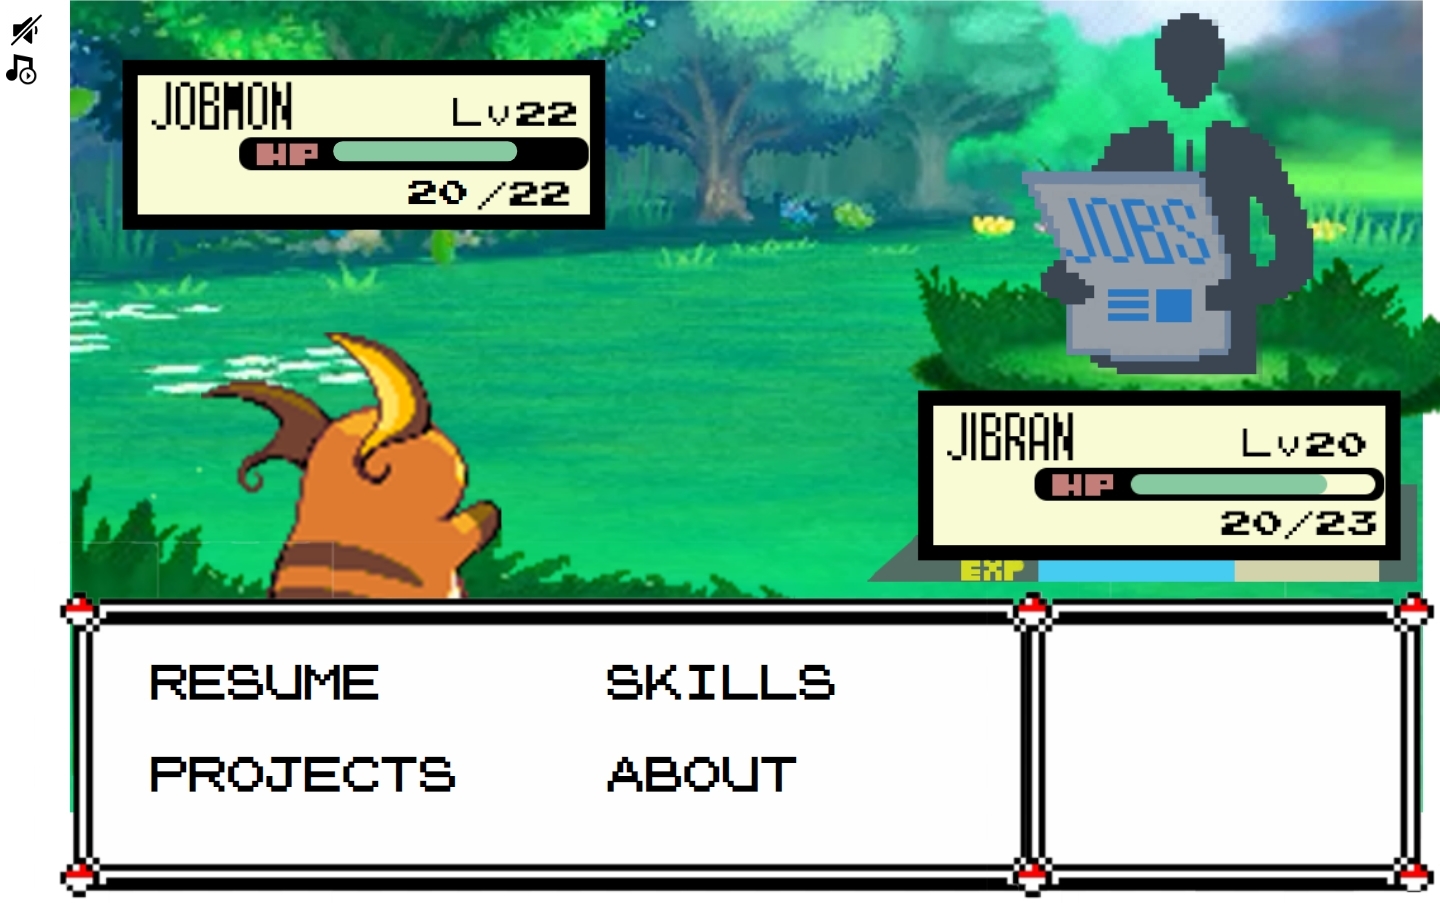 JOBMON
Lv22
HP
20 /22
JOBS
JIBRAN
Lv20
HP
20/23
EXP
RESUME
SKILLS
PROJECTS
ABOUT